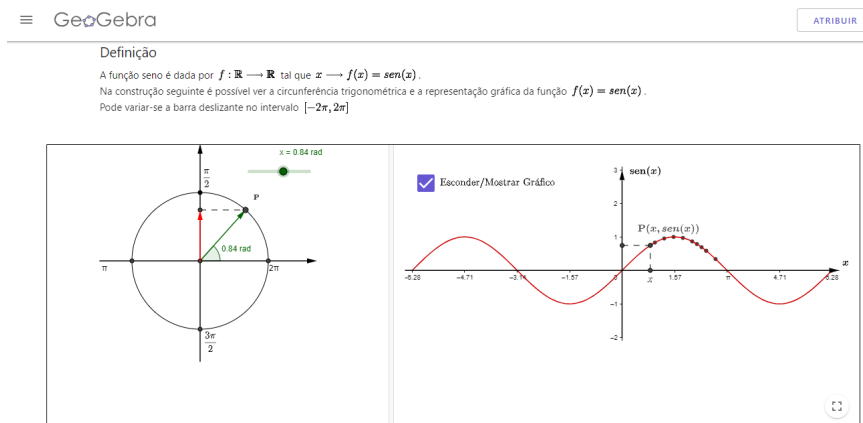 GeoGebra
ATRIBUIR
Definição
A função seno é dada por f : ℝ ⟶ ℝ tal que x ⟶ f(x) = sen(x).
Na construção seguinte é possível ver a circunferência trigonométrica e a representação gráfica da função f(x) = sen(x).
Pode variar-se a barra deslizante no intervalo [−2π, 2π]
x = 0.84 rad
π/2
P
0.84 rad
π
2π
3π/2
Esconder/Mostrar Gráfico
3
sen(x)
2
P(x, sen(x))
1
x
−6.28 −4.71 −3.14 −1.57 0 x 1.57 π 4.71 6.28
−1
−2